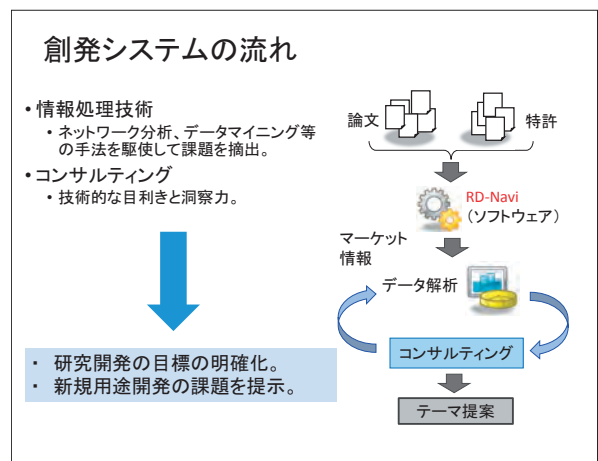 創発システムの流れ
・情報処理技術
・ネットワーク分析、データマイニング等
の手法を駆使して課題を摘出。
・コンサルティング
・技術的な目利きと洞察力。
・ 研究開発の目標の明確化。
・ 新規用途開発の課題を提示。
論文
特許
RD-Navi
（ソフトウェア）
マーケット
情報
データ解析
コンサルティング
テーマ提案